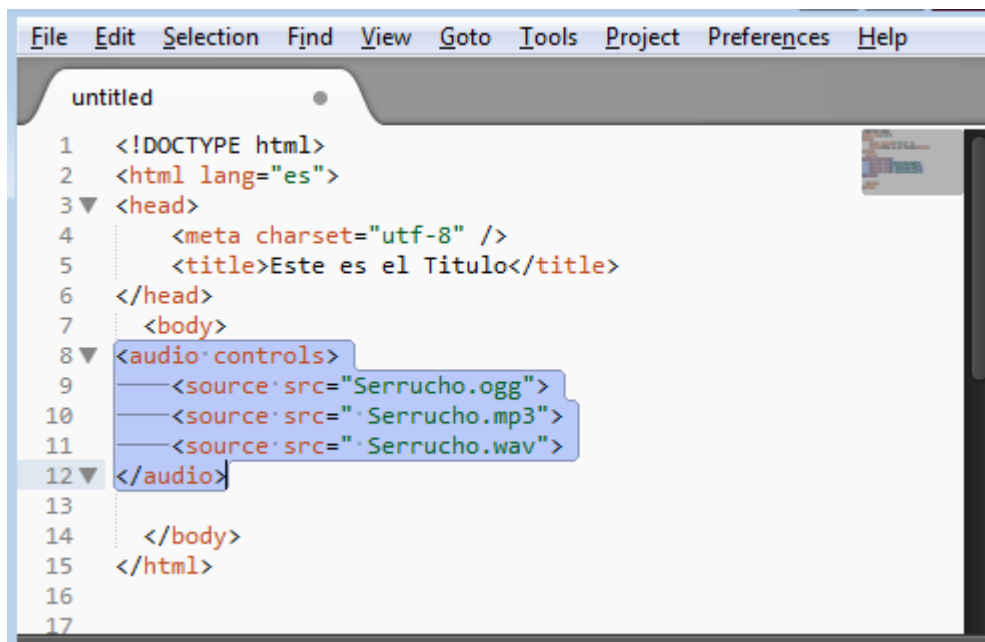 File Edit Selection Find View Goto Tools Project Preferences Help
untitled
1 <!DOCTYPE html>
2 <html lang="es">
3 <head>
4 <meta charset="utf-8" />
5 <title>Este es el Titulo</title>
6 </head>
7 <body>
8 <audio controls>
9 <source src="Serrucho.ogg">
10 <source src=" Serrucho.mp3">
11 <source src=" Serrucho.wav">
12 </audio>
13
14 </body>
15 </html>
16
17